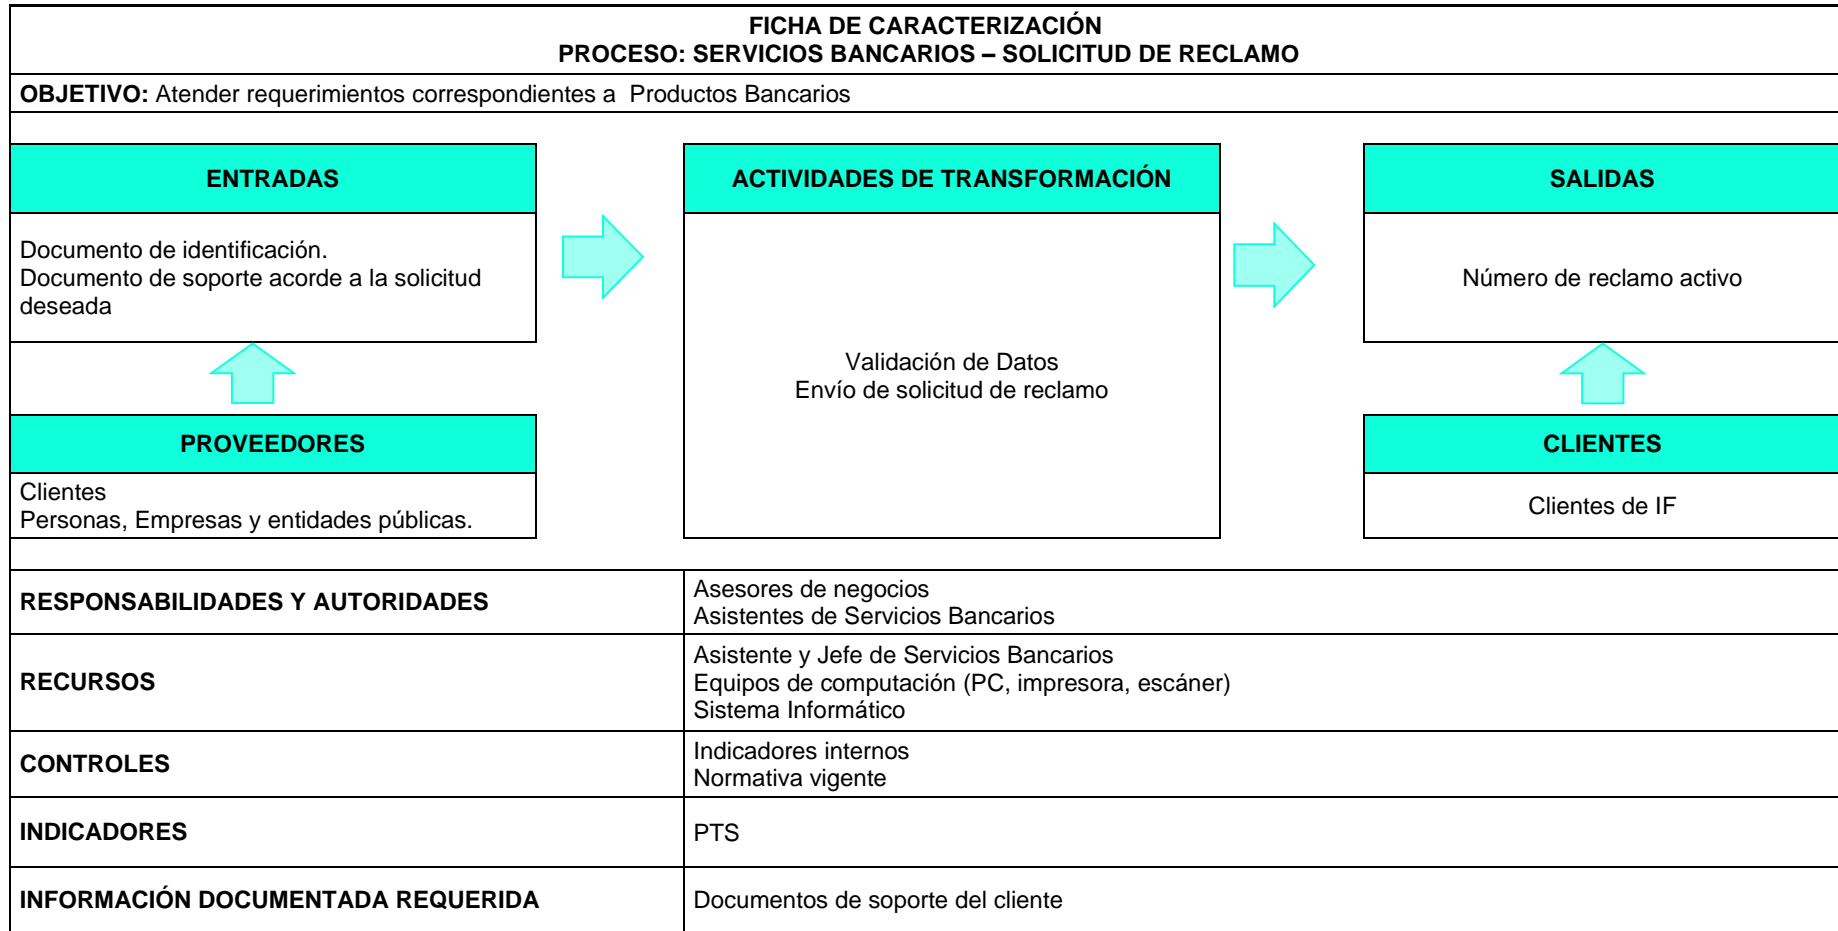 FICHA DE CARACTERIZACIÓN
PROCESO: SERVICIOS BANCARIOS – SOLICITUD DE RECLAMO
OBJETIVO: Atender requerimientos correspondientes a Productos Bancarios
ENTRADAS
Documento de identificación.
Documento de soporte acorde a la solicitud
deseada
PROVEEDORES
Clientes
Personas, Empresas y entidades públicas.
ACTIVIDADES DE TRANSFORMACIÓN
Validación de Datos
Envío de solicitud de reclamo
SALIDAS
Número de reclamo activo
CLIENTES
Clientes de IF
RESPONSABILIDADES Y AUTORIDADES
Asesores de negocios
Asistentes de Servicios Bancarios
RECURSOS
Asistente y Jefe de Servicios Bancarios
Equipos de computación (PC, impresora, escáner)
Sistema Informático
CONTROLES
Indicadores internos
Normativa vigente
INDICADORES
PTS
INFORMACIÓN DOCUMENTADA REQUERIDA
Documentos de soporte del cliente